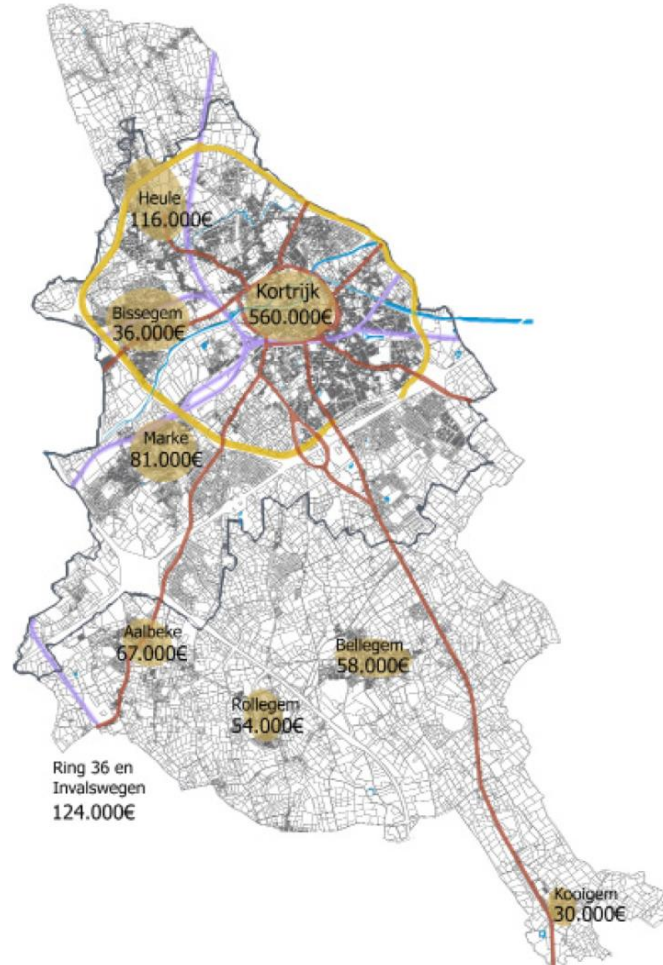 Heule
116.000€
Kortrijk
560.000€
Bissegem
36.000€
Marke
81.000€
Aalbeke
67.000€
Bellegem
58.000€
Rollegem
54.000€
Ring 36 en
Invalswegen
124.000€
Kooigem
30.000€